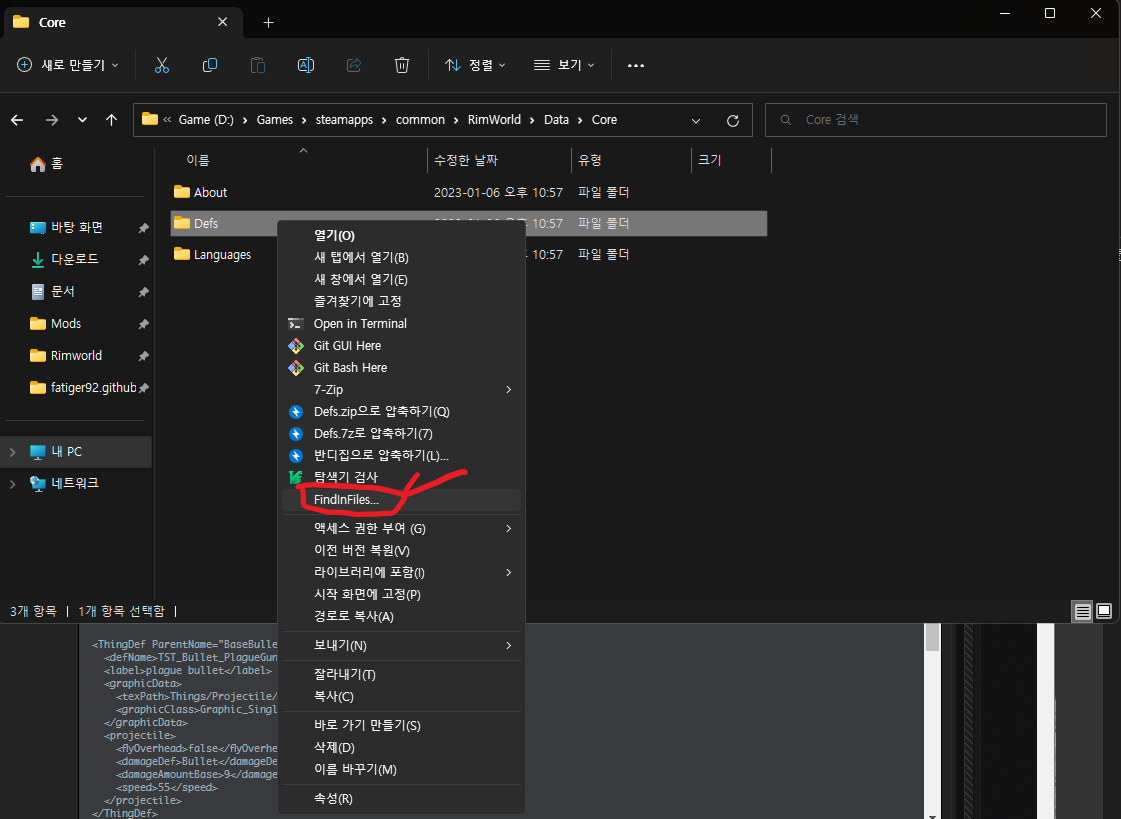 Core
새로 만들기
정렬
보기
Game (D:) > Games > steamapps > common > RimWorld > Data > Core
Core 검색
홈
바탕 화면
다운로드
문서
Mods
Rimworld
fatiger92.github
내 PC
네트워크
이름 수정한 날짜 유형 크기
About 2023-01-06 오후 10:57 파일 폴더
Defs 10:57 파일 폴더
Languages 10:57 파일 폴더
열기(O)
새 탭에서 열기(B)
새 창에서 열기(E)
즐겨찾기에 고정
Open in Terminal
Git GUI Here
Git Bash Here
7-Zip
Defs.zip으로 압축하기(Q)
Defs.7z로 압축하기(7)
반디집으로 압축하기(L)...
탐색기 검사
FindInFiles...
액세스 권한 부여 (G)
이전 버전 복원(V)
라이브러리에 포함(I)
시작 화면에 고정(P)
경로로 복사(A)
보내기(N)
잘라내기(T)
복사(C)
바로 가기 만들기(S)
삭제(D)
이름 바꾸기(M)
속성(R)
3개 항목 | 1개 항목 선택함 |
<ThingDef ParentName="BaseBulle
<defName>TST_Bullet_PlagueGun
<label>plague bullet</label>
<graphicData>
<texPath>Things/Projectile/
<graphicClass>Graphic_Singl
</graphicData>
<projectile>
<flyOverhead>false</flyOverhe
<damageDef>Bullet</damageDe
<damageAmountBase>9</damage
<speed>55</speed>
</projectile>
</ThingDef>